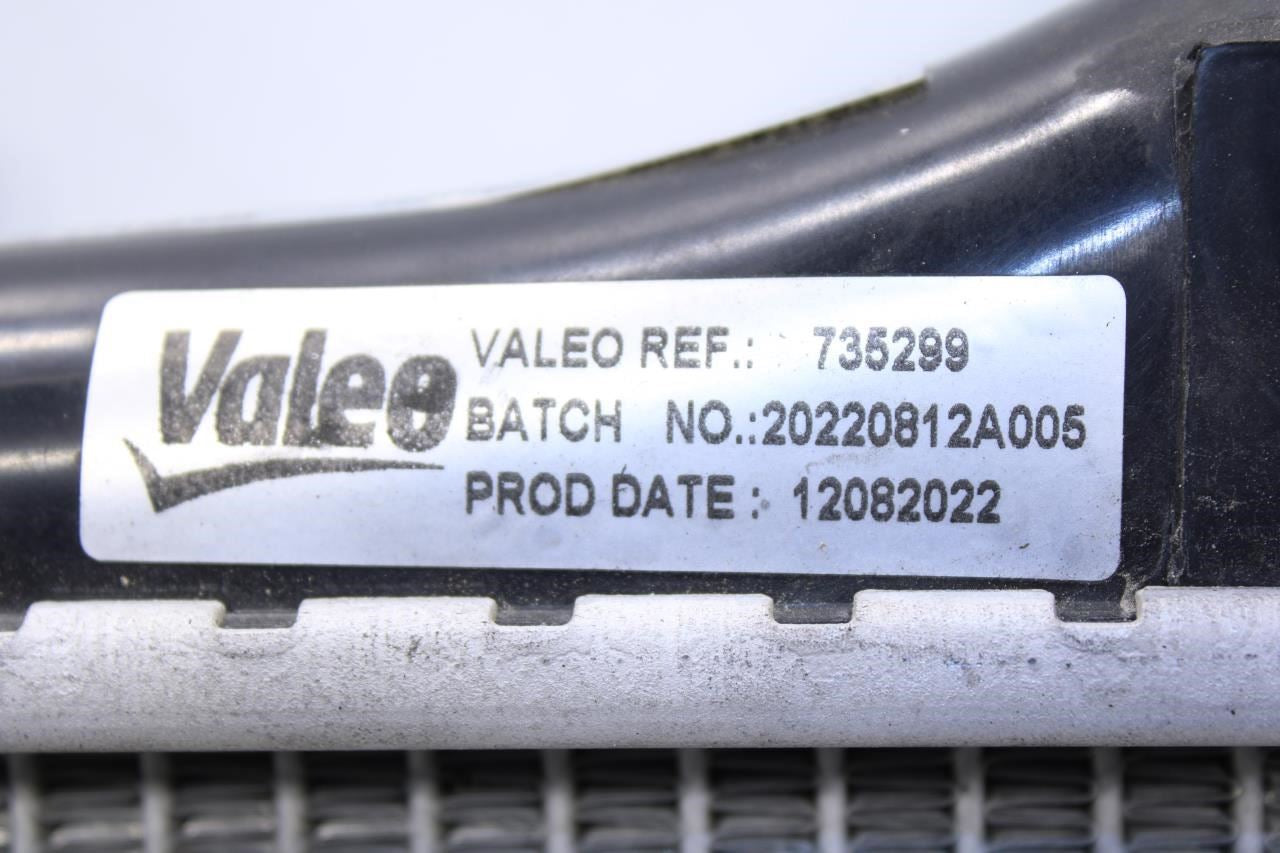 Valeo
VALEO REF.: 735299
BATCH NO.:20220812A005
PROD DATE : 12082022